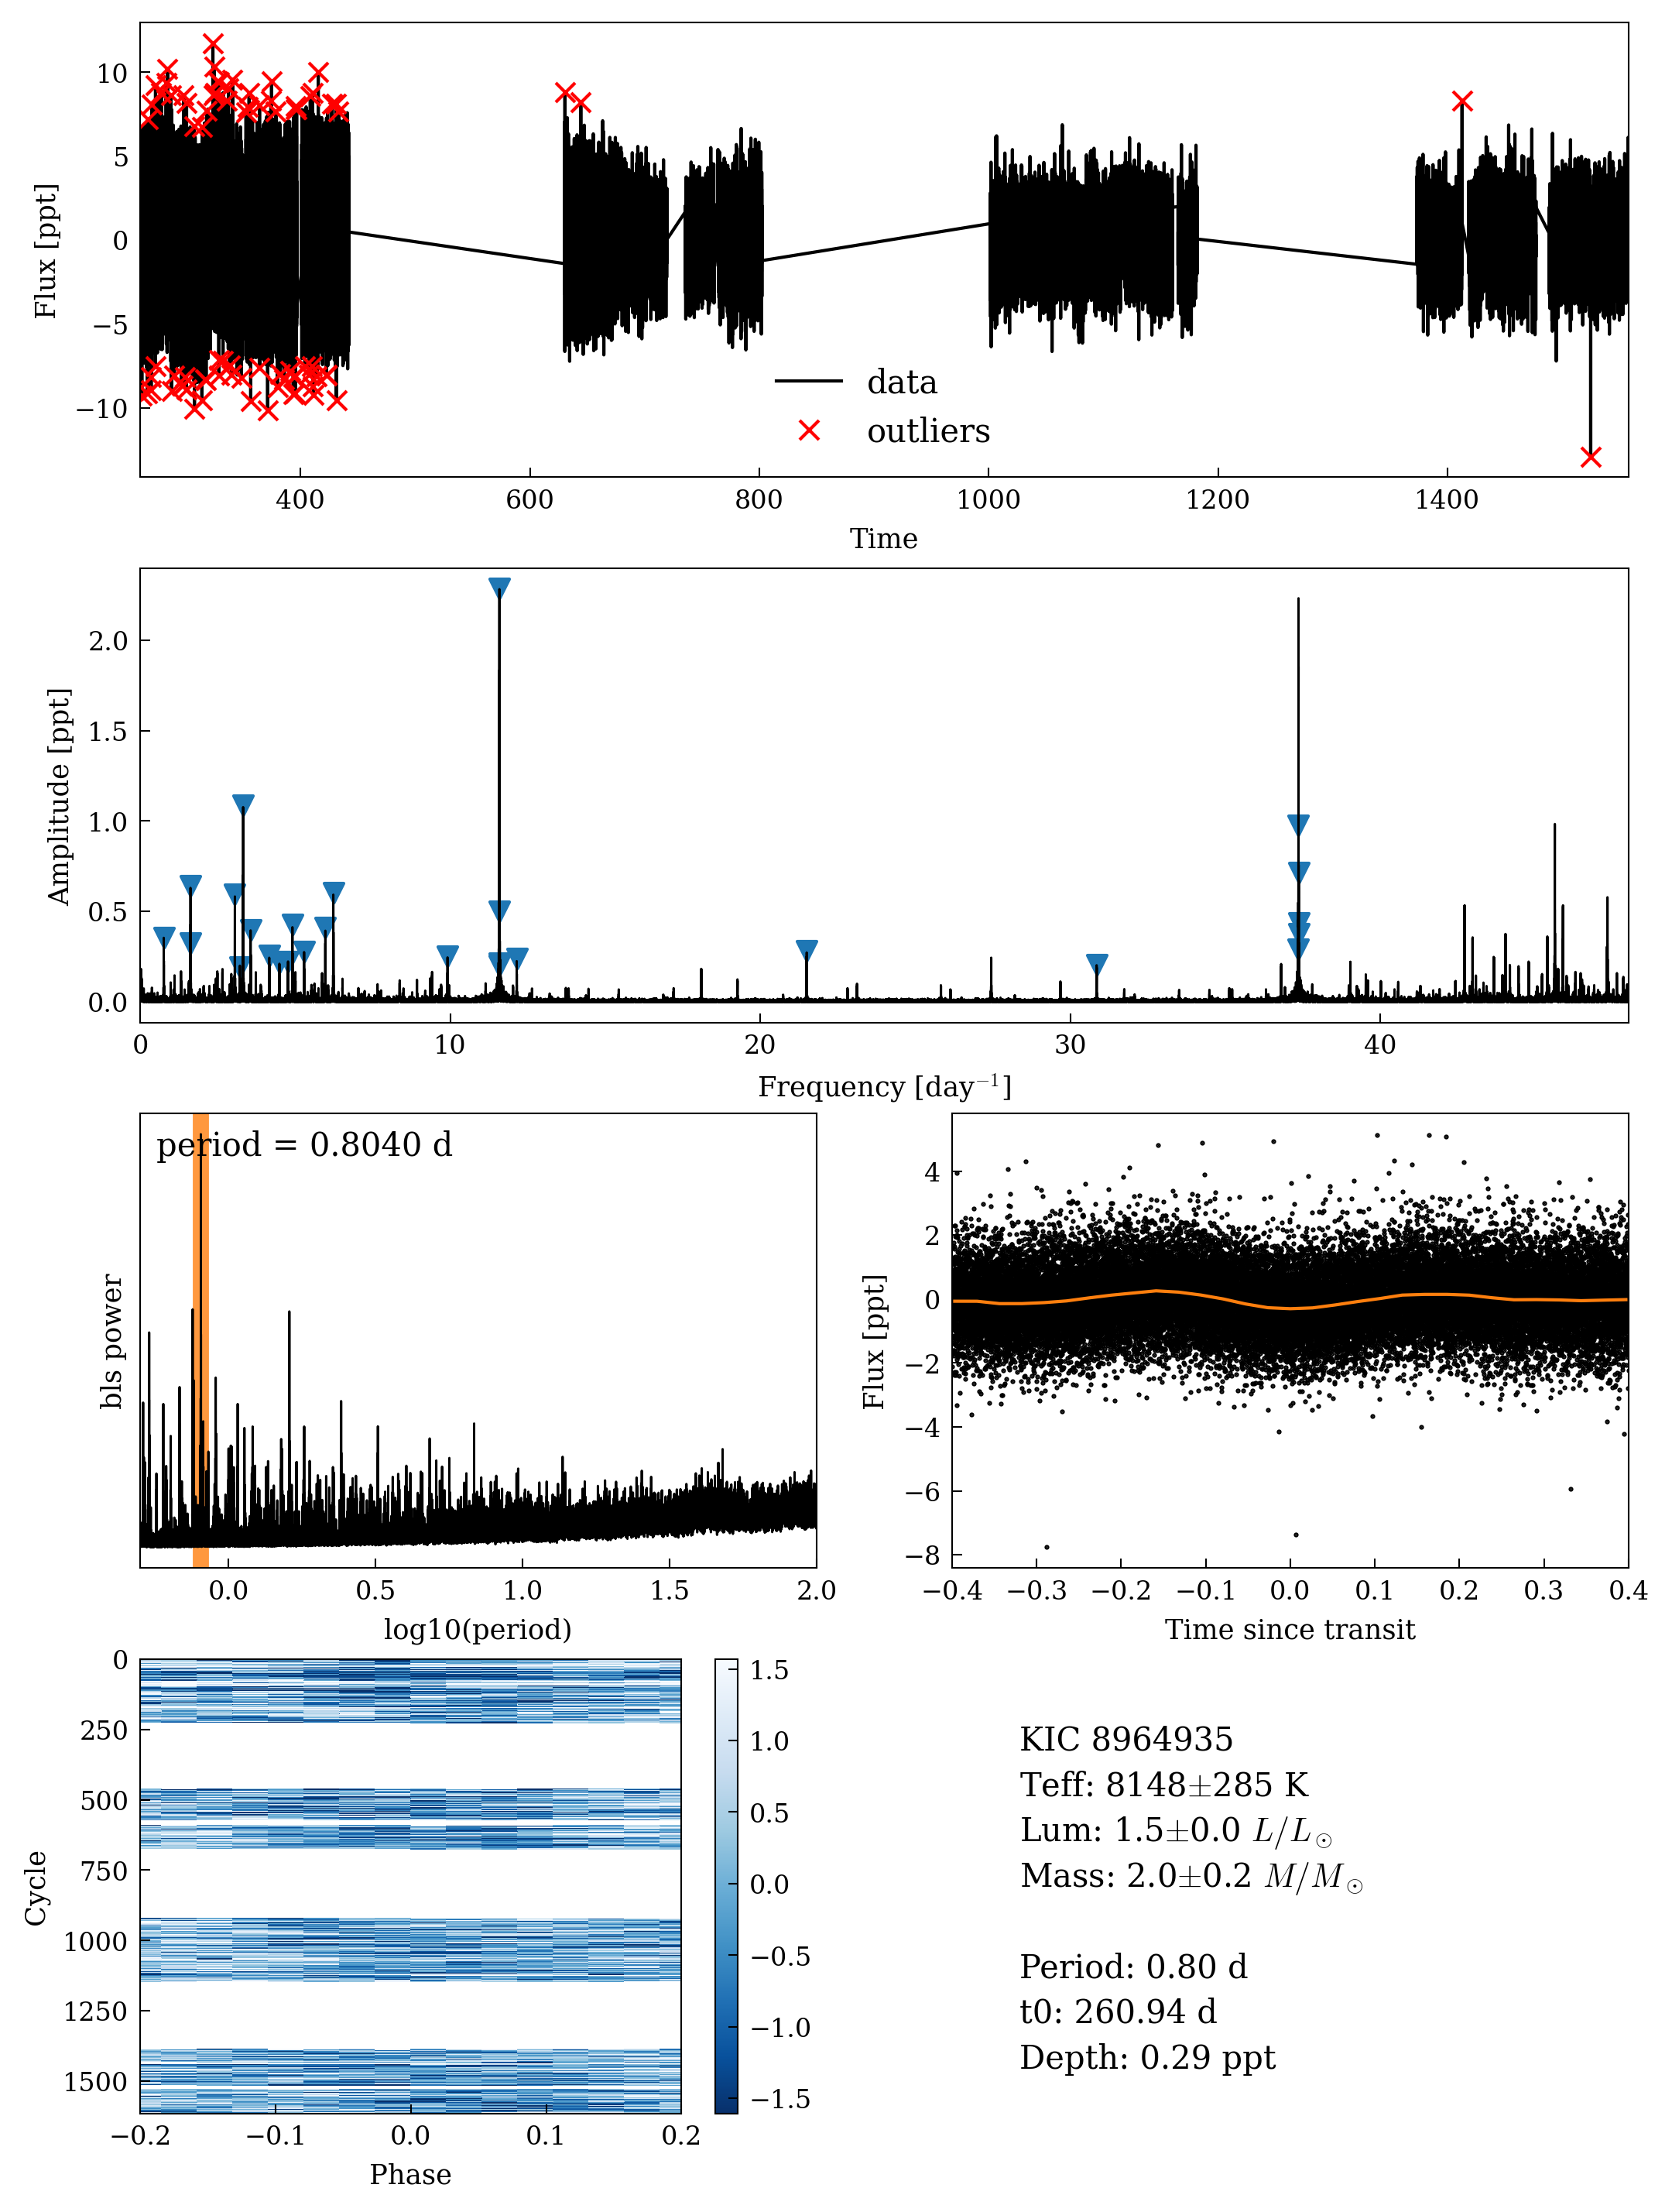 10
5
0
−5
−10
Flux [ppt]
data
outliers
400 600 800 1000 1200 1400
Time
2.0
1.5
1.0
0.5
0.0
Amplitude [ppt]
0 10 20 30 40
Frequency [day⁻¹]
period = 0.8040 d
bls power
0.0 0.5 1.0 1.5 2.0
log10(period)
4
2
0
−2
−4
−6
−8
Flux [ppt]
−0.4 −0.3 −0.2 −0.1 0.0 0.1 0.2 0.3 0.4
Time since transit
0
250
500
750
1000
1250
1500
Cycle
−0.2 −0.1 0.0 0.1 0.2
Phase
1.5
1.0
0.5
0.0
−0.5
−1.0
−1.5
KIC 8964935
Teff: 8148±285 K
Lum: 1.5±0.0 L/L⊙
Mass: 2.0±0.2 M/M⊙
Period: 0.80 d
t0: 260.94 d
Depth: 0.29 ppt